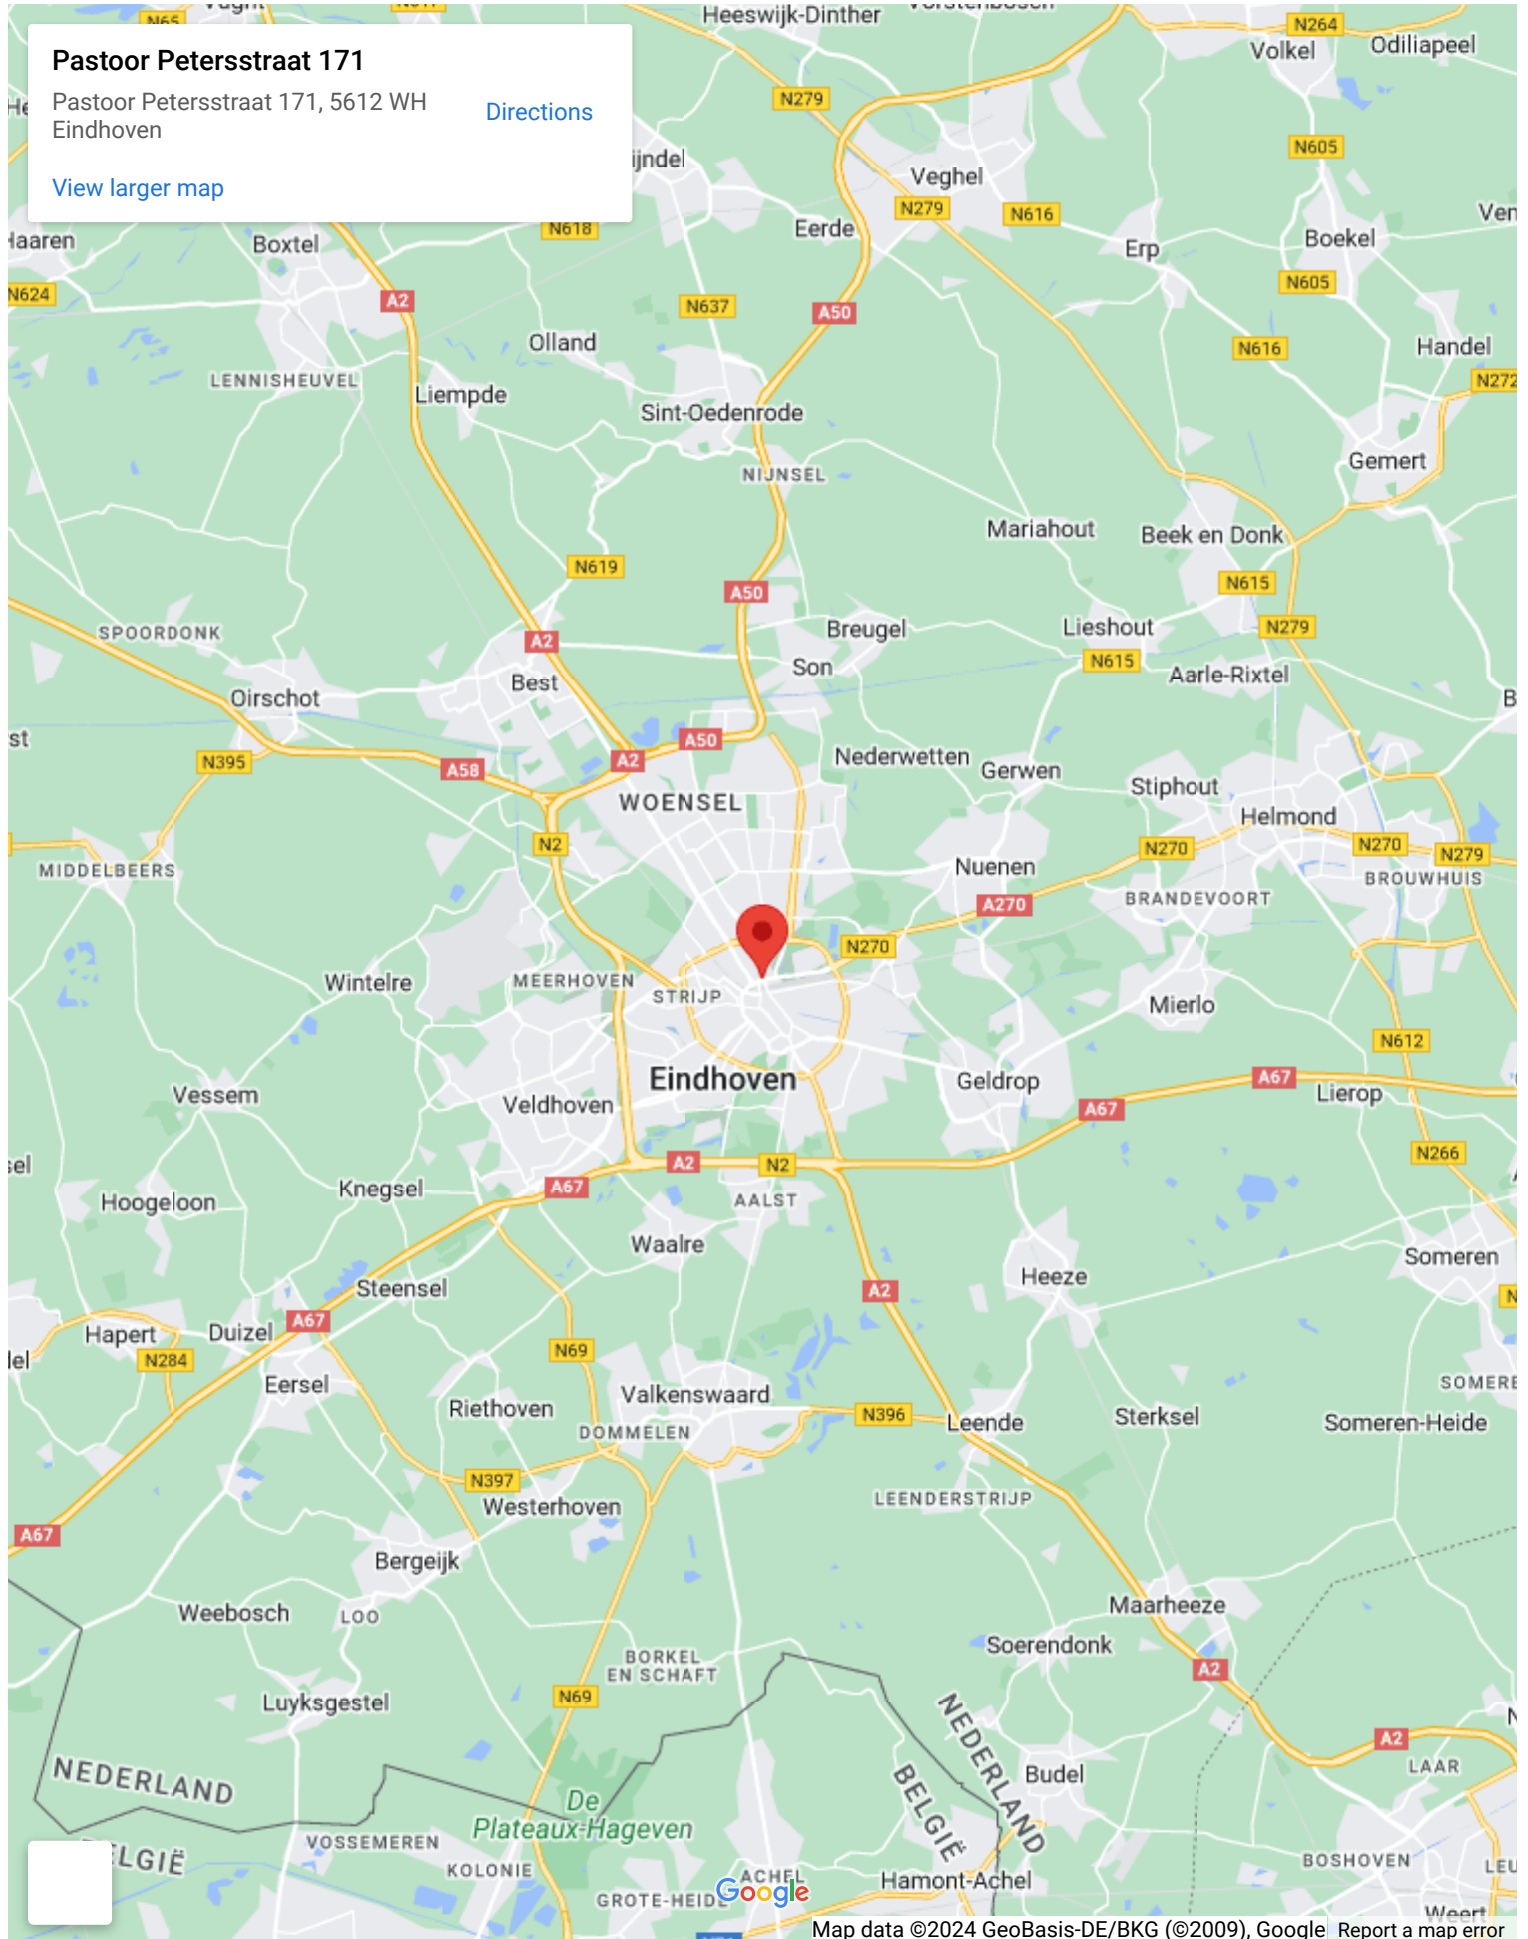 Heeswijk-Dinther
N264
Volkel
Odiliapeel
N65
Pastoor Petersstraat 171
Pastoor Petersstraat 171, 5612 WH
Eindhoven
Directions
View larger map
N279
N605
ijndel
Veghel
N279
N616
N618
Eerde
Erp
Boekel
Haaren
Boxtel
N624
A2
N637
A50
N605
Olland
N616
Handel
N272
LENNISHEUVEL
Liempde
Sint-Oedenrode
NIJNSEL
Gemert
Mariahout
Beek en Donk
N619
N615
A50
SPOORDONK
A2
Breugel
Lieshout
N279
Son
N615
Aarle-Rixtel
Oirschot
Best
st
A50
N395
A58
A2
Nederwetten
Gerwen
Stiphout
WOENSEL
Helmond
N2
N270
N270
N279
MIDDELBEERS
Nuenen
BROUWHUIS
A270
BRANDEVOORT
N270
Wintelre
MEERHOVEN
STRIJP
Mierlo
N612
Eindhoven
Geldrop
A67
Vessem
Veldhoven
A67
Lierop
sel
A2
N2
N266
Knegsel
A67
AALST
Hoogeloon
Waalre
Someren
Steensel
Heeze
A2
A67
Hapert
Duizel
N284
N69
Eersel
Valkenswaard
SOMERE
Riethoven
N396
Leende
Sterksel
Someren-Heide
DOMMELEN
N397
Westerhoven
LEENDERSTRIJP
A67
Bergeijk
Weebosch
LOO
Maarheeze
Soerendonk
BORKEL
EN SCHAFT
A2
Luyksgestel
N69
NEDERLAND
NEDERLAND
A2
LAAR
BELGIË
Budel
De
Plateaux-Hageven
VOSSEMEREN
ELGIË
KOLONIE
BOSHOVEN
ACHEL
Hamont-Achel
GROTE-HEIDE
Google
Weert
Map data ©2024 GeoBasis-DE/BKG (©2009), Google
Report a map error